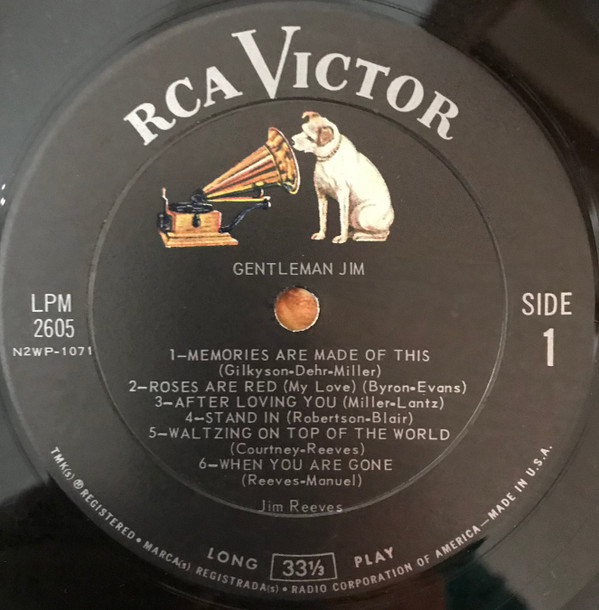 RCA VICTOR
GENTLEMAN JIM
LPM
2605
N2WP-1071
SIDE
1
1—MEMORIES ARE MADE OF THIS
(Gilkyson-Dehr-Miller)
2—ROSES ARE RED (My Love) (Byron-Evans)
3—AFTER LOVING YOU (Miller-Lantz)
4—STAND IN (Robertson-Blair)
5—WALTZING ON TOP OF THE WORLD
(Courtney-Reeves)
6—WHEN YOU ARE GONE
(Reeves-Manuel)
Jim Reeves
LONG 33⅓ PLAY
TMK(s) ® REGISTERED • MARCA(s) REGISTRADA(s) • RADIO CORPORATION OF AMERICA—MADE IN U.S.A.